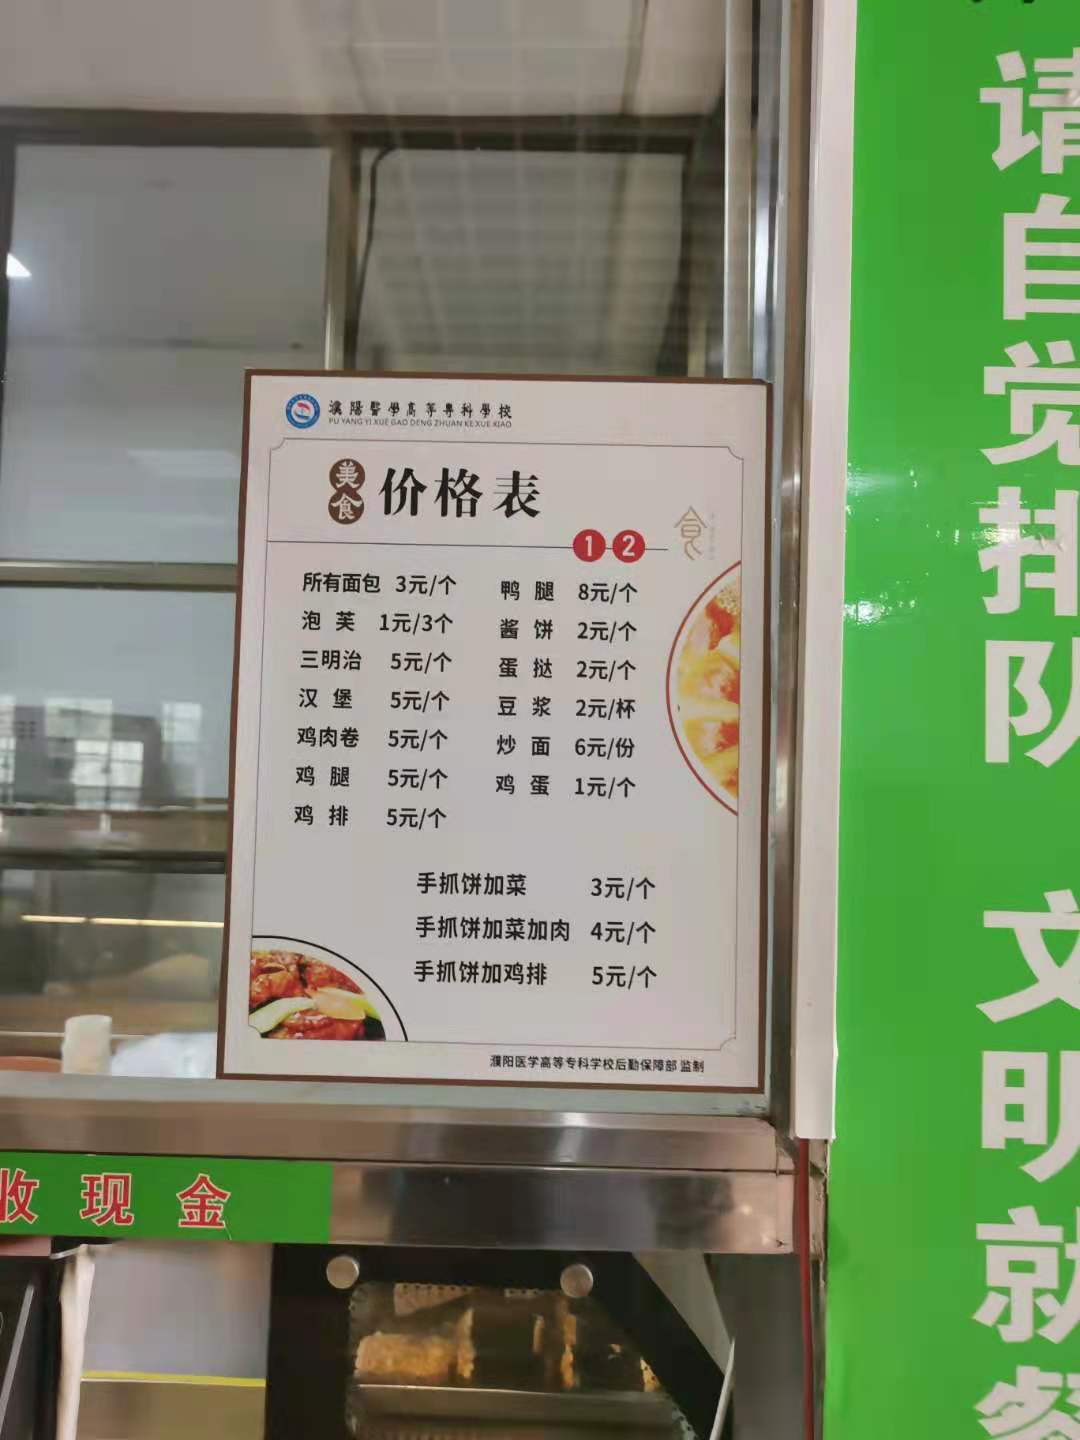 濮陽醫學高等專科學校
PU YANG YI XUE GAO DENG ZHUAN KE XUE XIAO
美食 价格表
1 2
所有面包 3元/个
泡芙 1元/3个
三明治 5元/个
汉堡 5元/个
鸡肉卷 5元/个
鸡腿 5元/个
鸡排 5元/个
鸭腿 8元/个
酱饼 2元/个
蛋挞 2元/个
豆浆 2元/杯
炒面 6元/份
鸡蛋 1元/个
手抓饼加菜 3元/个
手抓饼加菜加肉 4元/个
手抓饼加鸡排 5元/个
濮阳医学高等专科学校后勤保障部 监制
收现金
请自觉排队 文明就餐